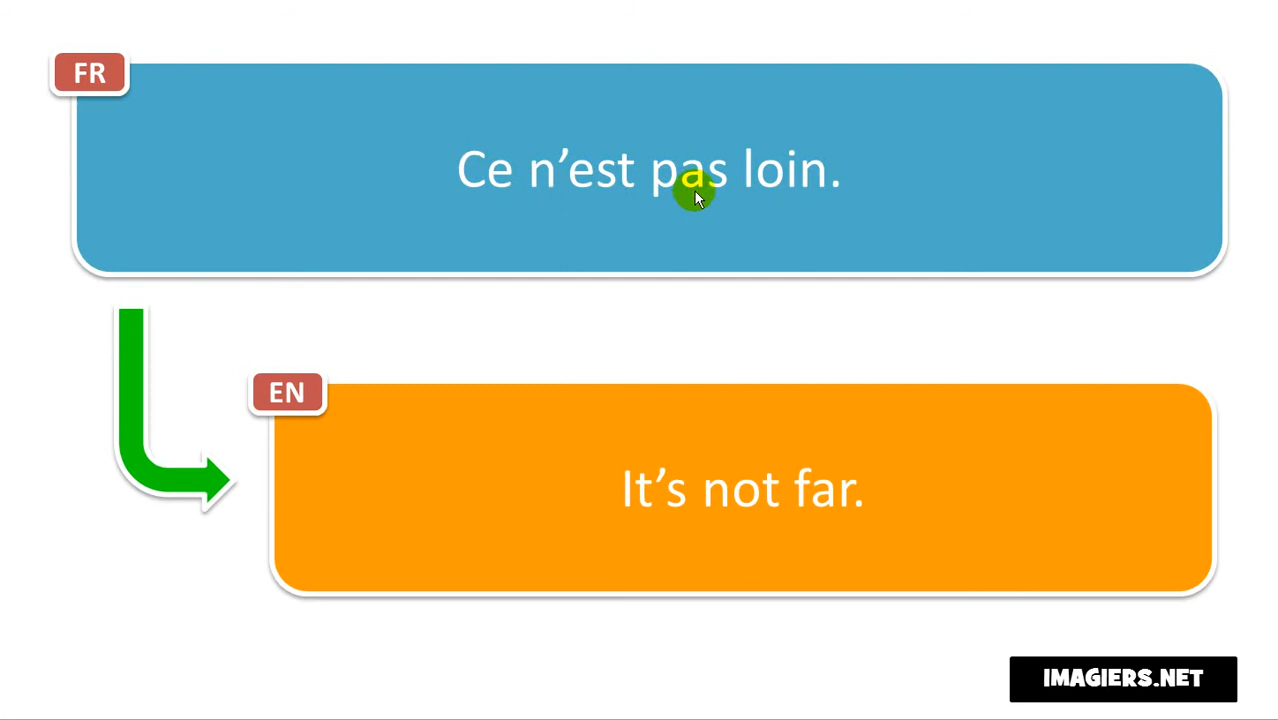 FR
Ce n’est pas loin.
EN
It’s not far.
IMAGIERS.NET